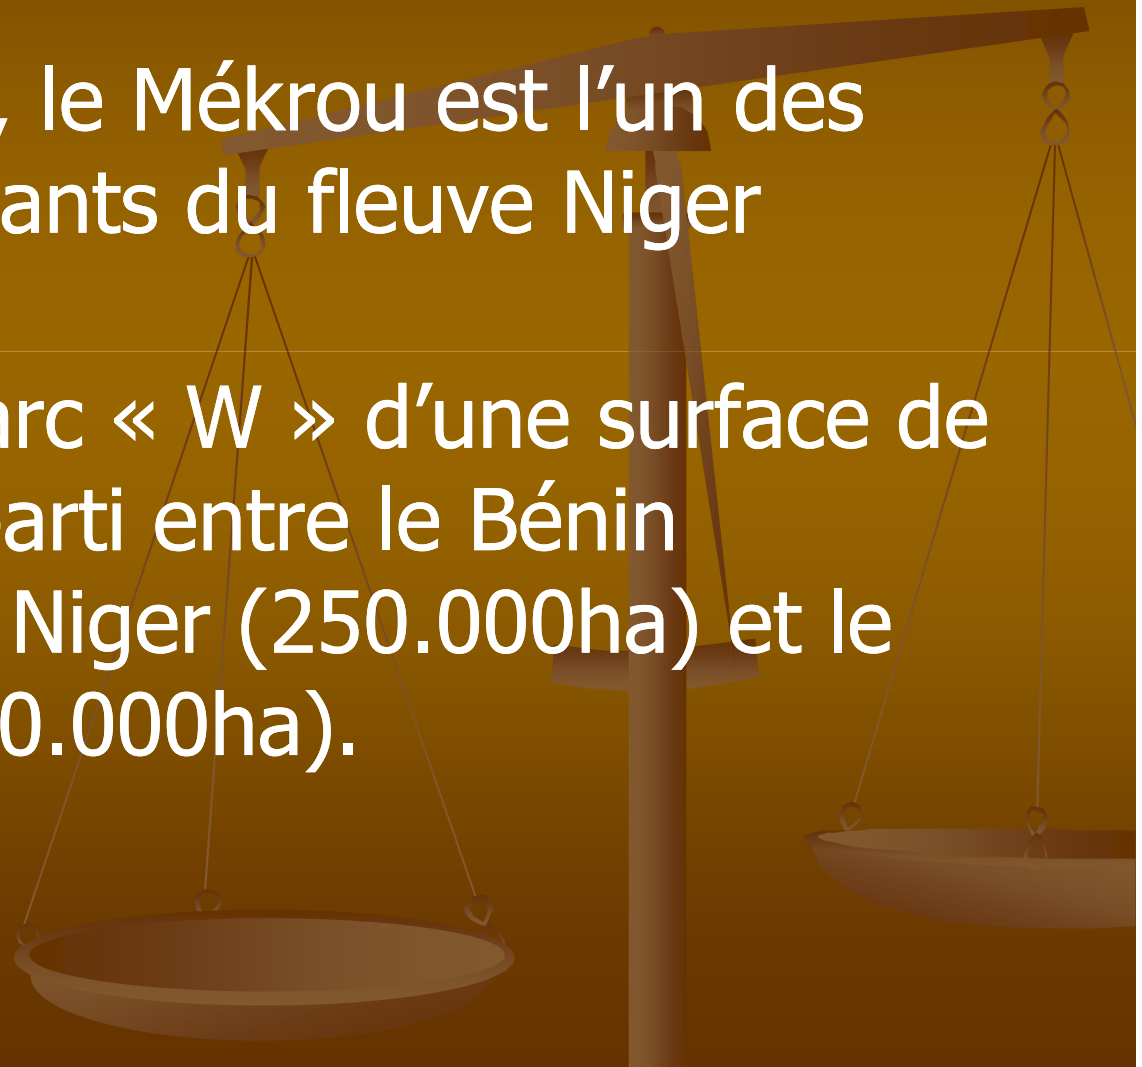 , le Mékrou est l’un des
ants du fleuve Niger
arc « W » d’une surface de
arti entre le Bénin
Niger (250.000ha) et le
0.000ha).